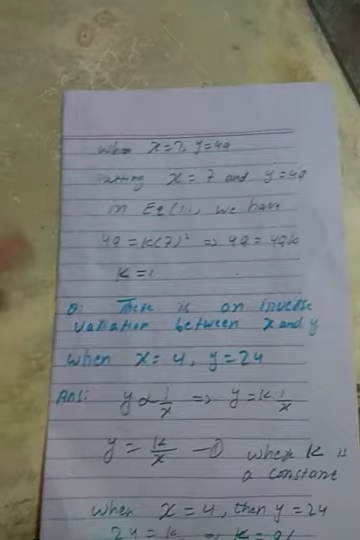 when x=7, y=49
putting x = 7 and y=49
in Eq(1), we have
49 = K(7)² => 49 = 49K
K = 1
Q: There is an inverse
variation between x and y
when x = 4, y = 24
Ans: y ∝ 1/x => y = K 1/x
y = K/x —① where K is
a constant
when x = 4, then y = 24
24 = K => K =